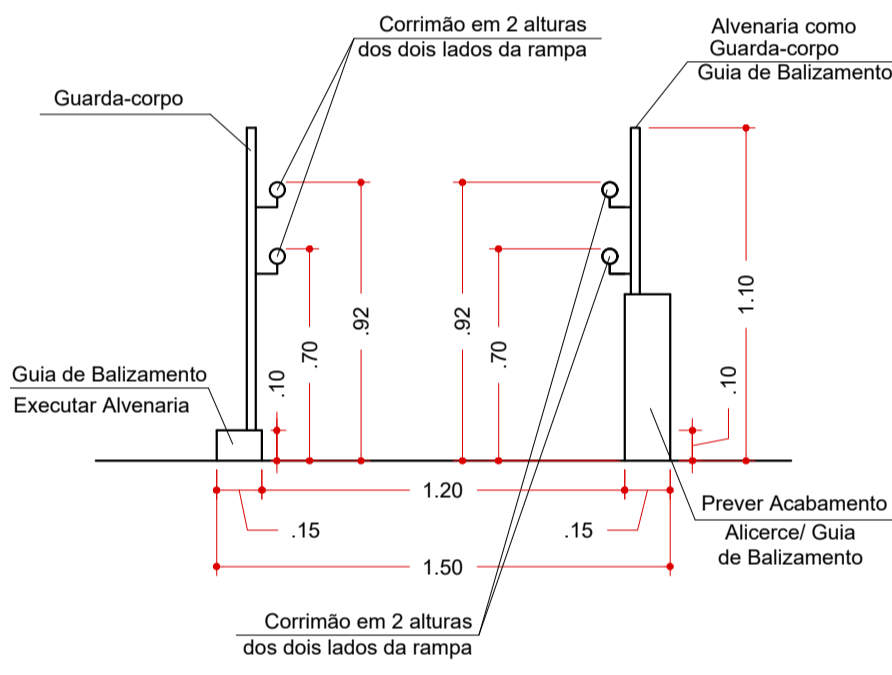 Corrimão em 2 alturas
dos dois lados da rampa
Alvenaria como
Guarda-corpo
Guia de Balizamento
Guarda-corpo
.92
.70
.10
.92
.70
1.10
.10
Guia de Balizamento
Executar Alvenaria
1.20
.15
.15
1.50
Prever Acabamento
Alicerce/ Guia
de Balizamento
Corrimão em 2 alturas
dos dois lados da rampa